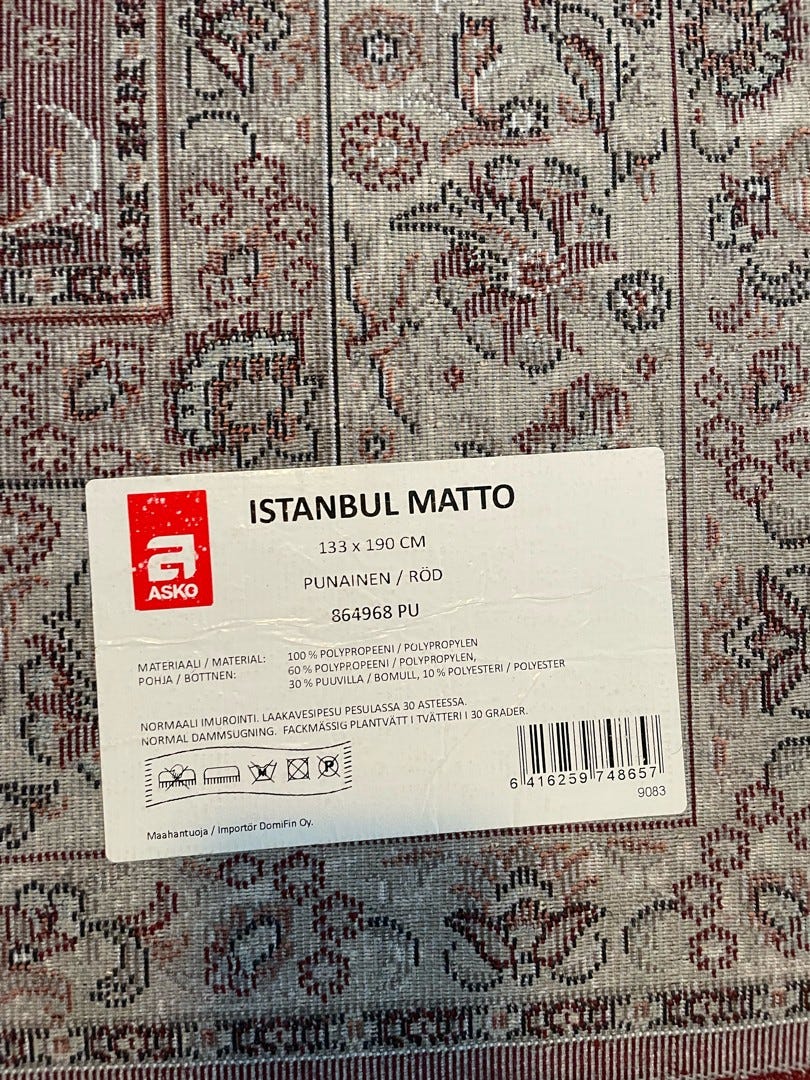 ISTANBUL MATTO
133 x 190 CM
PUNAINEN / RÖD
864968 PU
a
ASKO
MATERIAALI / MATERIAL: 100 % POLYPROPEENI / POLYPROPYLEN
POHJA / BOTTNEN: 60 % POLYPROPEENI / POLYPROPYLEN,
30 % PUUVILLA / BOMULL, 10 % POLYESTERI / POLYESTER
NORMAALI IMUROINTI. LAAKAVESIPESU PESULASSA 30 ASTEESSA.
NORMAL DAMMSUGNING. FACKMÄSSIG PLANTVÄTT I TVÄTTERI I 30 GRADER.
P
6 416259 748657
9083
Maahantuoja / Importör DomiFin Oy.